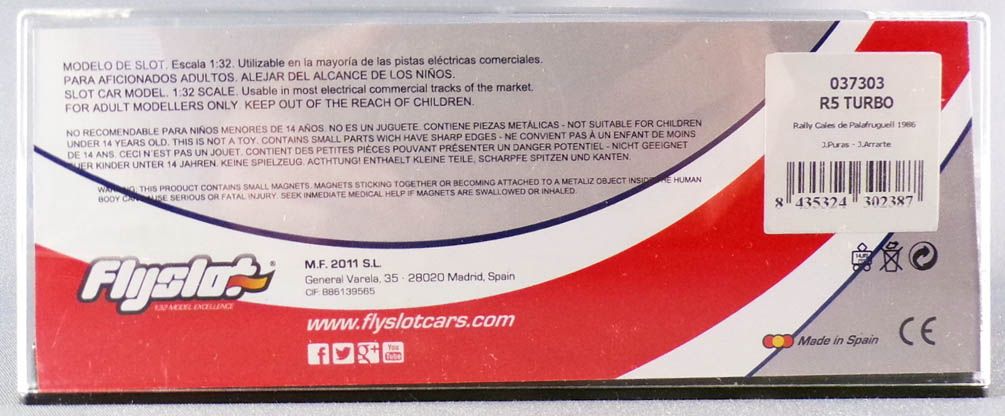 MODELO DE SLOT. Escala 1:32. Utilizable en la mayoría de las pistas eléctricas comerciales.
PARA AFICIONADOS ADULTOS. ALEJAR DEL ALCANCE DE LOS NIÑOS.
SLOT CAR MODEL. 1:32 SCALE. Usable in most electrical commercial tracks of the market.
FOR ADULT MODELLERS ONLY. KEEP OUT OF THE REACH OF CHILDREN.
NO RECOMENDABLE PARA NIÑOS MENORES DE 14 AÑOS. NO ES UN JUGUETE. CONTIENE PIEZAS METÁLICAS - NOT SUITABLE FOR CHILDREN
UNDER 14 YEARS OLD. THIS IS NOT A TOY. CONTAINS SMALL PARTS WICH HAVE SHARP EDGES - NE CONVIENT PAS À UN ENFANT DE MOINS
DE 14 ANS. CECI N'EST PAS UN JOUET. CONTIENT DES PETITES PIÈCES POUVANT PRÉSENTER UN DANGER POTENTIEL - NICHT GEEIGNET
FUER KINDER UNTER 14 JAHREN. KEINE SPIELZEUG. ACHTHUNG! ENTHAELT KLEINE TEILE, SCHARPFE SPITZEN UND KANTEN.
WARNING: THIS PRODUCT CONTAINS SMALL MAGNETS. MAGNETS STICKING TOGETHER OR BECOMING ATTACHED TO A METALIZ OBJECT INSIDE THE HUMAN
BODY CAN CAUSE SERIOUS OR FATAL INJURY. SEEK INMEDIATE MEDICAL HELP IF MAGNETS ARE SWALLOWED OR INHALED.
037303
R5 TURBO
Rally Cales de Palafrugell 1986
J.Puras - J.Arrarte
8 435324 302387
Flyslot®
1:32 MODEL EXCELLENCE
M.F. 2011 S.L.
General Varela, 35 - 28020 Madrid, Spain
CIF: B86139565
www.flyslotcars.com
f g+ You Tube
Made in Spain CE